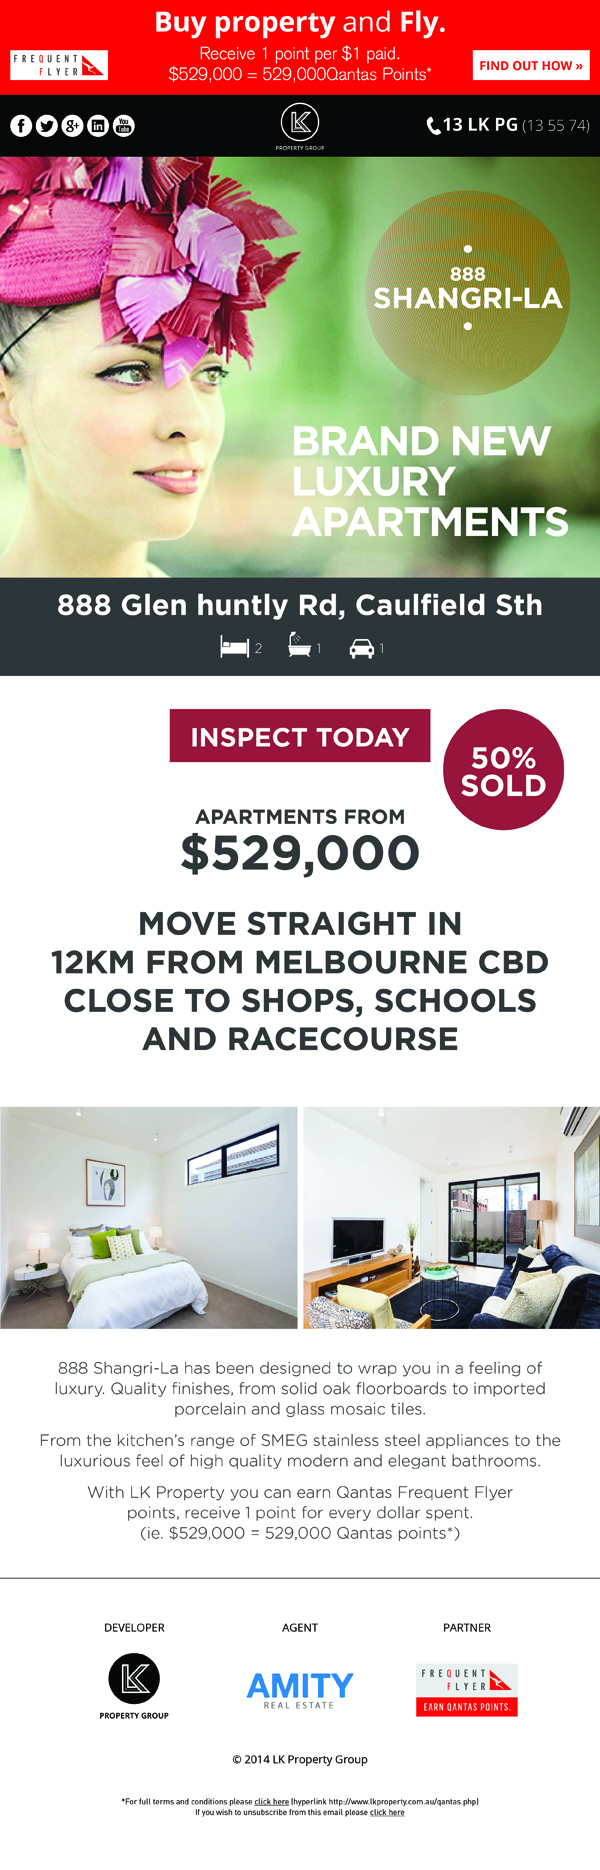 Buy property and Fly.
FREQUENT
FLYER
Receive 1 point per $1 paid.
$529,000 = 529,000Qantas Points*
FIND OUT HOW »
f
g+
in
You
Tube
LK
PROPERTY GROUP
13 LK PG (13 55 74)
888
SHANGRI-LA
BRAND NEW
LUXURY
APARTMENTS
888 Glen huntly Rd, Caulfield Sth
2 1 1
INSPECT TODAY
50%
SOLD
APARTMENTS FROM
$529,000
MOVE STRAIGHT IN
12KM FROM MELBOURNE CBD
CLOSE TO SHOPS, SCHOOLS
AND RACECOURSE
888 Shangri-La has been designed to wrap you in a feeling of
luxury. Quality finishes, from solid oak floorboards to imported
porcelain and glass mosaic tiles.
From the kitchen's range of SMEG stainless steel appliances to the
luxurious feel of high quality modern and elegant bathrooms.
With LK Property you can earn Qantas Frequent Flyer
points, receive 1 point for every dollar spent.
(ie. $529,000 = 529,000 Qantas points*)
DEVELOPER
LK
PROPERTY GROUP
AGENT
AMITY
REAL ESTATE
PARTNER
FREQUENT
FLYER
EARN QANTAS POINTS.
© 2014 LK Property Group
*For full terms and conditions please click here (hyperlink http://www.lkproperty.com.au/qantas.php)
If you wish to unsubscribe from this email please click here